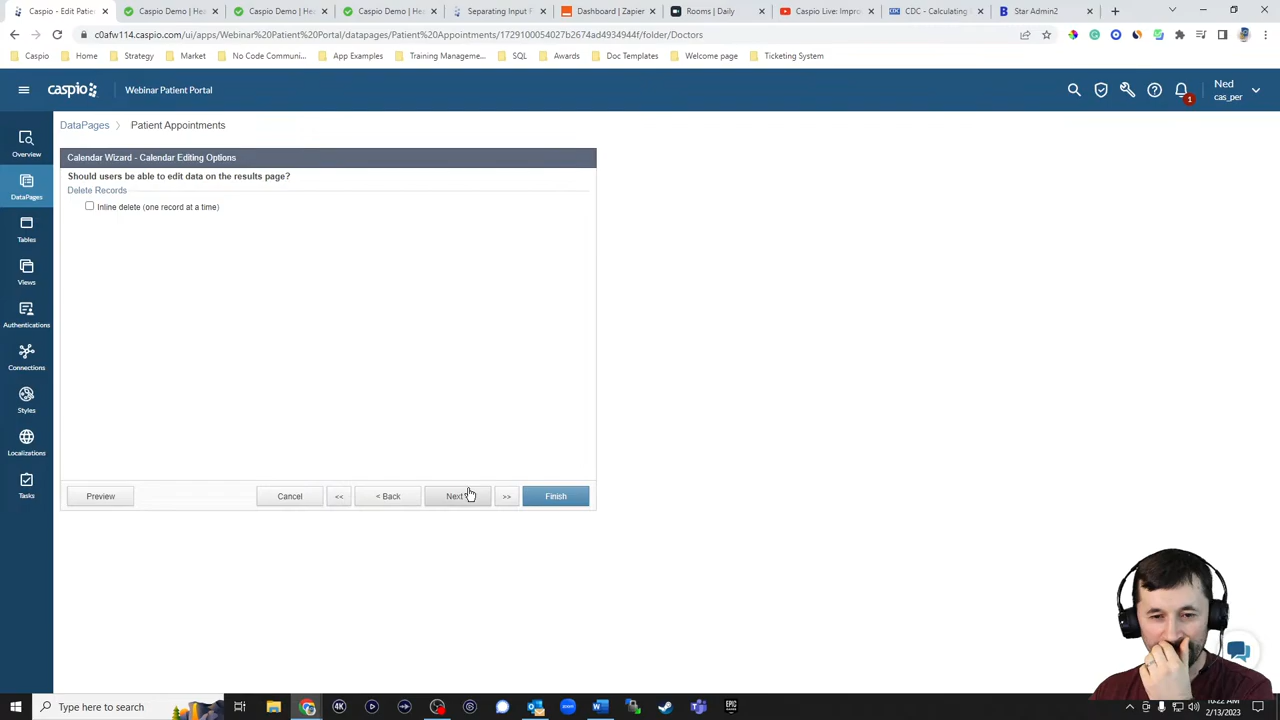 Caspio - Edit Patie
Caspio Demo | He
Caspio Demo | He
Caspio Demo | He
Separating Input F
Dashboard | Zapier
Rooms | Daily
Caspio Live: Impro
CDC - Calculating
Star Admin2
c0afw114.caspio.com/ui/apps/Webinar%20Patient%20Portal/datapages/Patient%20Appointments/1729100054027b2674ad4934944f/folder/Doctors
Caspio
Home
Strategy
Market
No Code Communi...
App Examples
Training Manageme...
SQL
Awards
Doc Templates
Welcome page
Ticketing System
caspio
Webinar Patient Portal
1
Ned
cas_per
DataPages
Patient Appointments
Overview
DataPages
Tables
Views
Authentications
Connections
Styles
Localizations
Tasks
Calendar Wizard - Calendar Editing Options
Should users be able to edit data on the results page?
Delete Records
Inline delete (one record at a time)
Preview
Cancel
<<
< Back
Next
>>
Finish
Type here to search
4K
zoom
EPIC
10:22 AM
2/13/2023